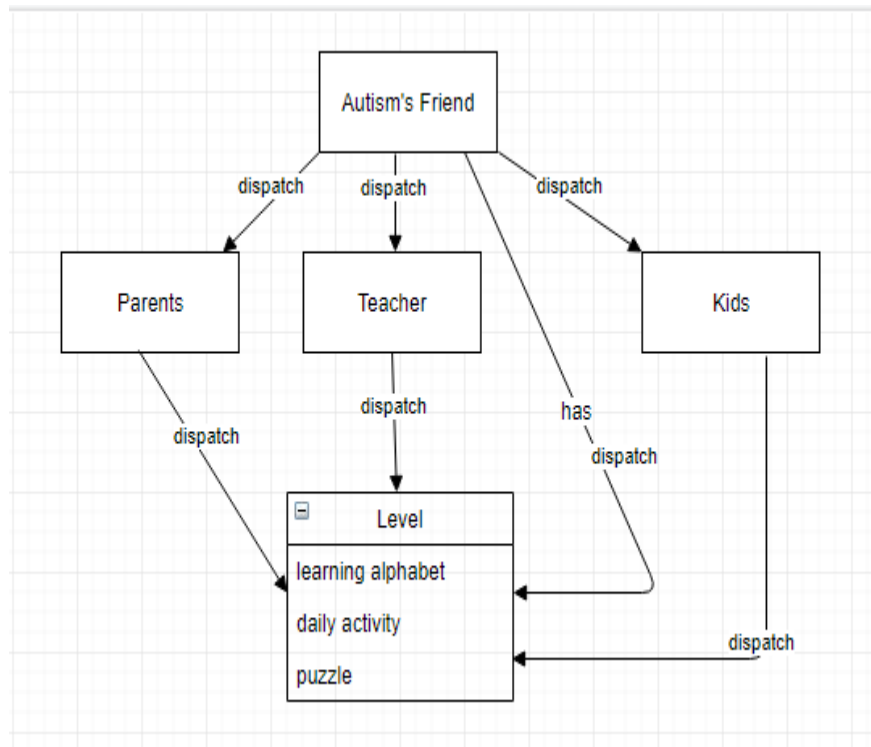 Autism's Friend
dispatch
dispatch
dispatch
Parents
Teacher
Kids
dispatch
has
dispatch
dispatch
Level
learning alphabet
daily activity
puzzle
dispatch